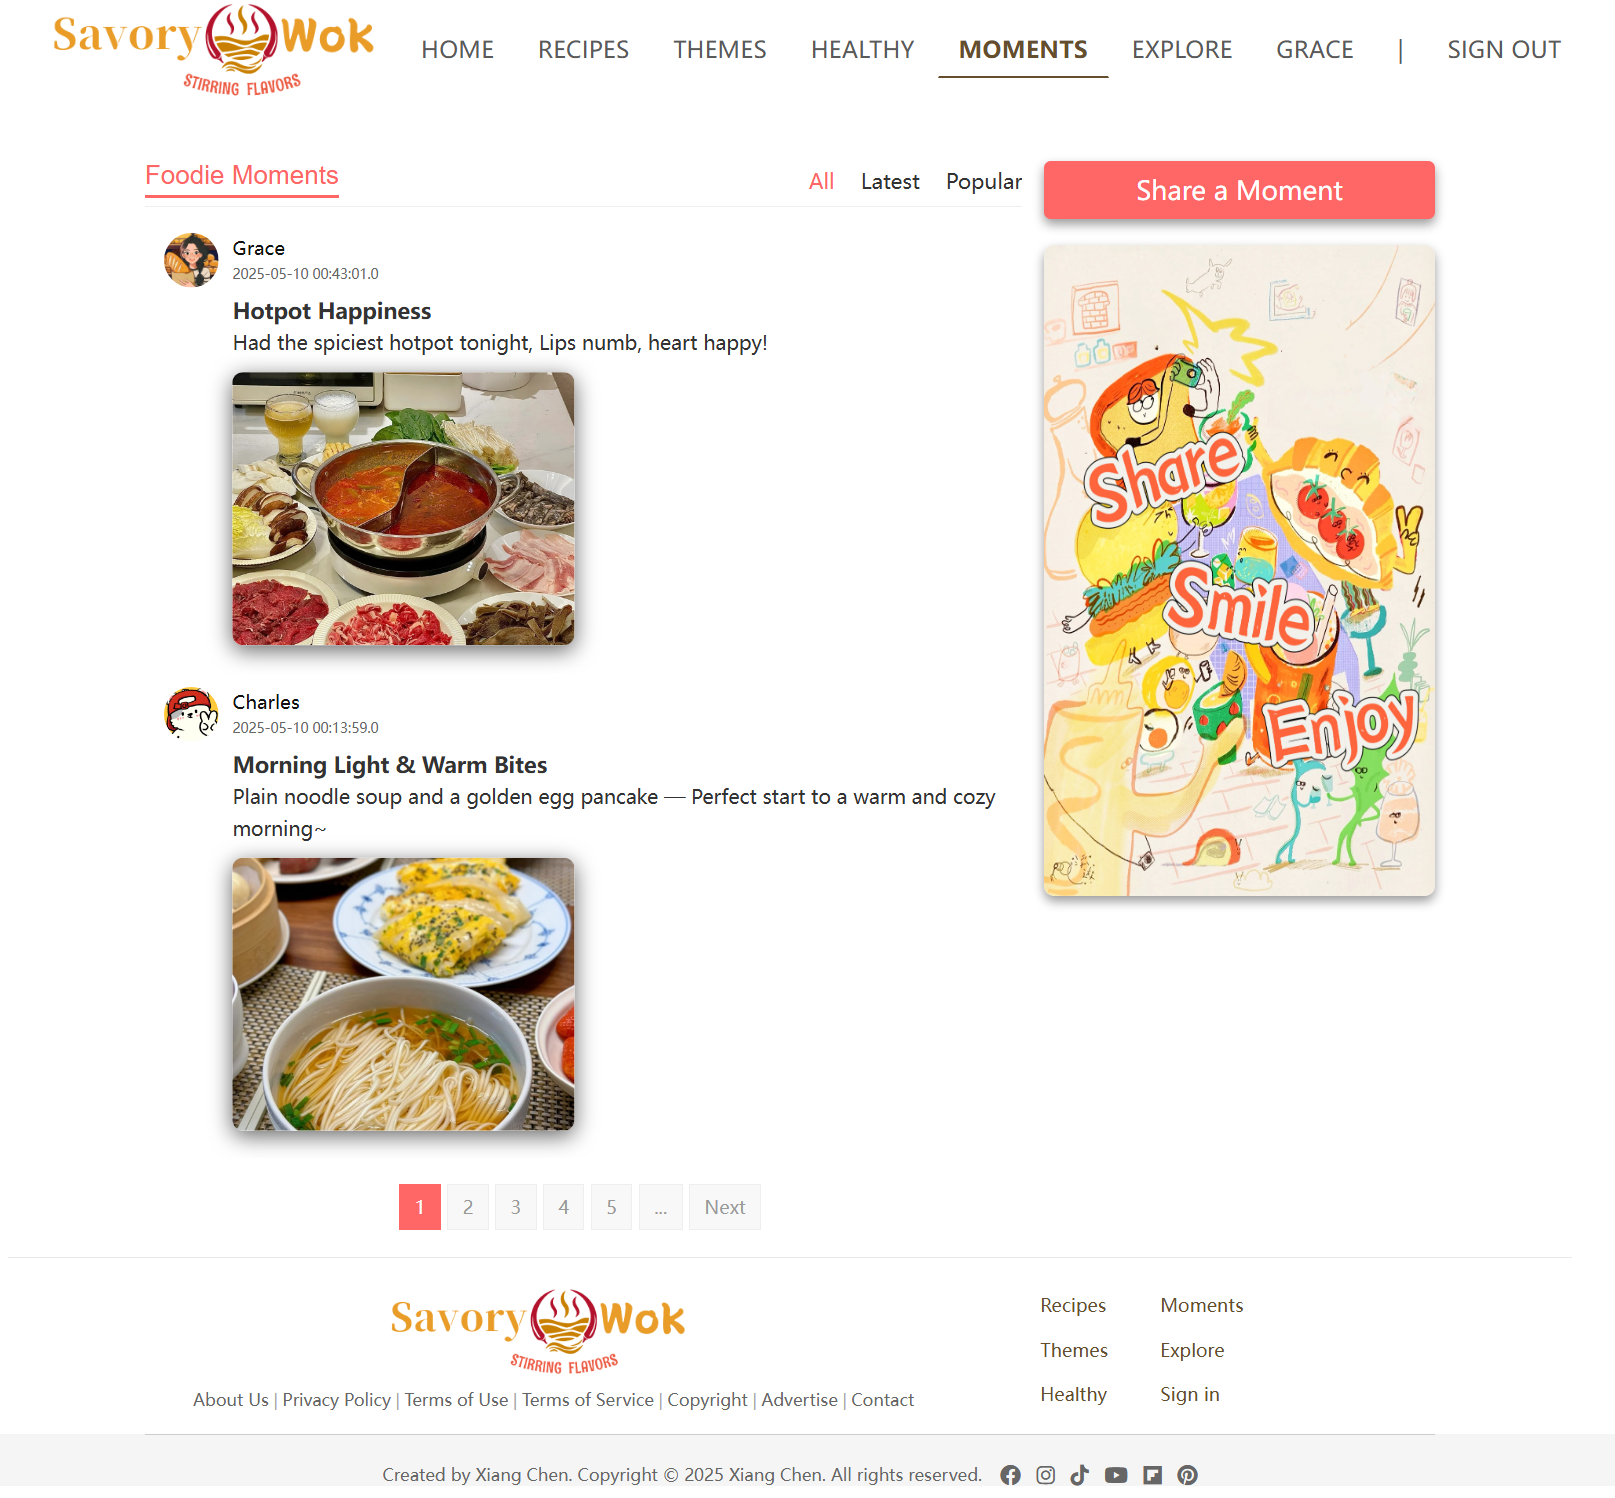 Savory Wok
STIRRING FLAVORS
HOME RECIPES THEMES HEALTHY MOMENTS EXPLORE GRACE | SIGN OUT
Foodie Moments
All Latest Popular
Share a Moment
Grace
2025-05-10 00:43:01.0
Hotpot Happiness
Had the spiciest hotpot tonight, Lips numb, heart happy!
Share
Smile
Enjoy
Charles
2025-05-10 00:13:59.0
Morning Light & Warm Bites
Plain noodle soup and a golden egg pancake — Perfect start to a warm and cozy
morning~
1 2 3 4 5 ... Next
Savory Wok
STIRRING FLAVORS
About Us | Privacy Policy | Terms of Use | Terms of Service | Copyright | Advertise | Contact
Recipes Moments
Themes Explore
Healthy Sign in
Created by Xiang Chen. Copyright © 2025 Xiang Chen. All rights reserved.